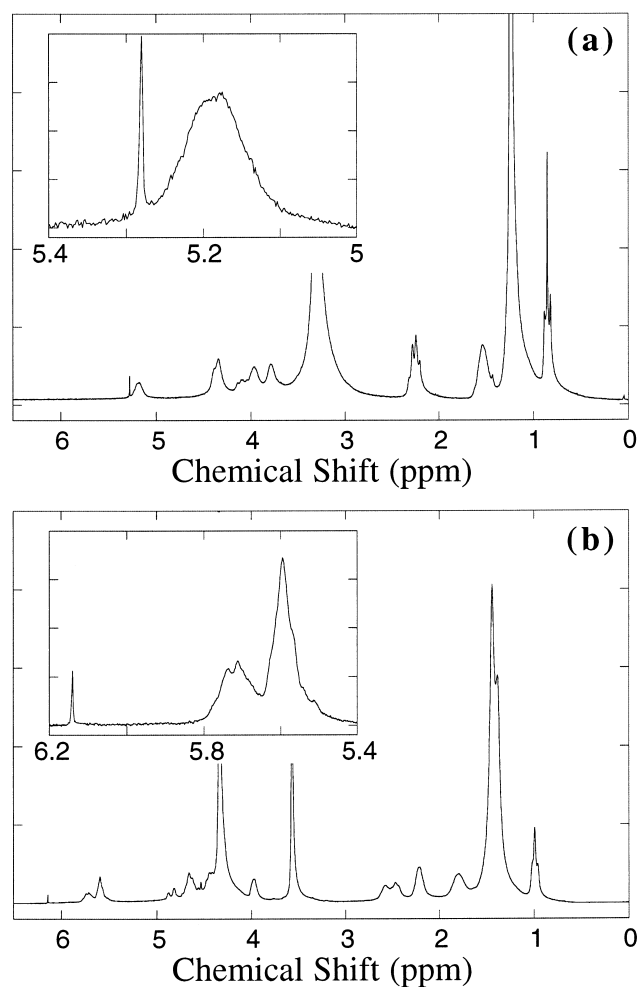 (a)
5.4 5.2 5
6 5 4 3 2 1 0
Chemical Shift (ppm)
(b)
6.2 5.8 5.4
6 5 4 3 2 1 0
Chemical Shift (ppm)